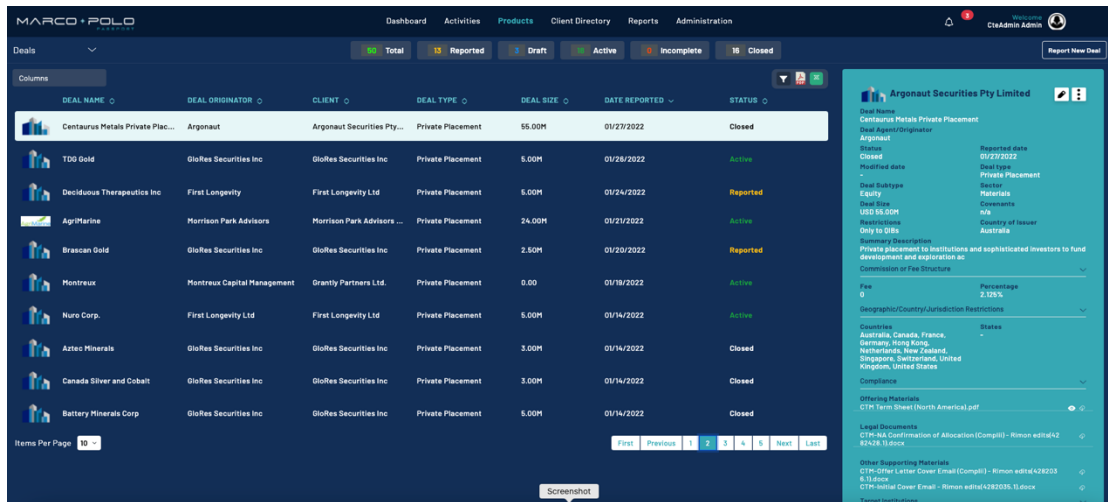 MARCO+POLO
Dashboard Activities Products Client Directory Reports Administration
3
Welcome
CteAdmin Admin
Deals
50 Total
13 Reported
Draft
Active
Incomplete
16 Closed
Report New Deal
Columns
DEAL NAME DEAL ORIGINATOR CLIENT DEAL TYPE DEAL SIZE DATE REPORTED STATUS
Centaurus Metals Private Plac... Argonaut Argonaut Securities Pty... Private Placement 55.00M 01/27/2022 Closed
TDG Gold GloRes Securities Inc GloRes Securities Inc Private Placement 5.00M 01/26/2022 Active
Deciduous Therapeutics Inc First Longevity First Longevity Ltd Private Placement 5.00M 01/24/2022 Reported
AgriMarine Morrison Park Advisors Morrison Park Advisors ... Private Placement 24.00M 01/21/2022 Active
Brascan Gold GloRes Securities Inc GloRes Securities Inc Private Placement 2.50M 01/20/2022 Reported
Montreux Montreux Capital Management Grantly Partners Ltd. Private Placement 0.00 01/19/2022 Active
Nuro Corp. First Longevity Ltd First Longevity Ltd Private Placement 5.00M 01/14/2022 Active
Aztec Minerals GloRes Securities Inc GloRes Securities Inc Private Placement 3.00M 01/14/2022 Closed
Canada Silver and Cobalt GloRes Securities Inc GloRes Securities Inc Private Placement 3.00M 01/14/2022 Closed
Battery Minerals Corp GloRes Securities Inc GloRes Securities Inc Private Placement 5.00M 01/14/2022 Closed
Items Per Page 10
First Previous 1 2 3 4 5 Next Last
Screenshot
Argonaut Securities Pty Limited
Deal Name
Centaurus Metals Private Placement
Deal Agent/Originator
Argonaut
Status Reported date
Closed 01/27/2022
Modified date Deal type
- Private Placement
Deal Subtype Sector
Equity Materials
Deal Size Covenants
USD 55.00M n/a
Restrictions Country of Issuer
Only to QIBs Australia
Summary Description
Private placement to institutions and sophisticated investors to fund
development and exploration ac
Commission or Fee Structure
Fee Percentage
0 2.125%
Geographic/Country/Jurisdiction Restrictions
Countries States
Australia, Canada, France, -
Germany, Hong Kong,
Netherlands, New Zealand,
Singapore, Switzerland, United
Kingdom, United States
Compliance
Offering Materials
CTM Term Sheet (North America).pdf
Legal Documents
CTM-NA Confirmation of Allocation (Complii) - Rimon edits(42
82428.1).docx
Other Supporting Materials
CTM-Offer Letter Cover Email (Complii) - Rimon edits(428203
6.1).docx
CTM-Initial Cover Email - Rimon edits(4282035.1).docx
Target Institutions